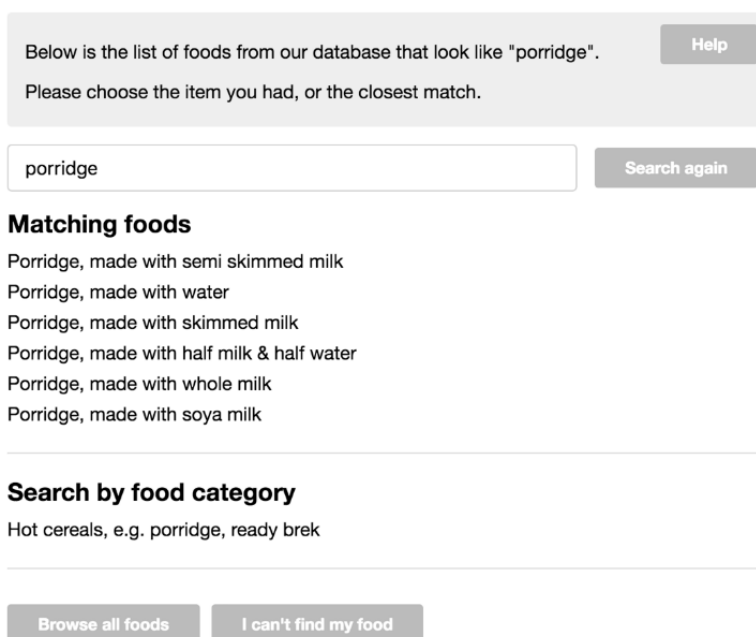 Below is the list of foods from our database that look like "porridge".
Help
Please choose the item you had, or the closest match.
porridge
Search again
Matching foods
Porridge, made with semi skimmed milk
Porridge, made with water
Porridge, made with skimmed milk
Porridge, made with half milk & half water
Porridge, made with whole milk
Porridge, made with soya milk
Search by food category
Hot cereals, e.g. porridge, ready brek
Browse all foods
I can't find my food